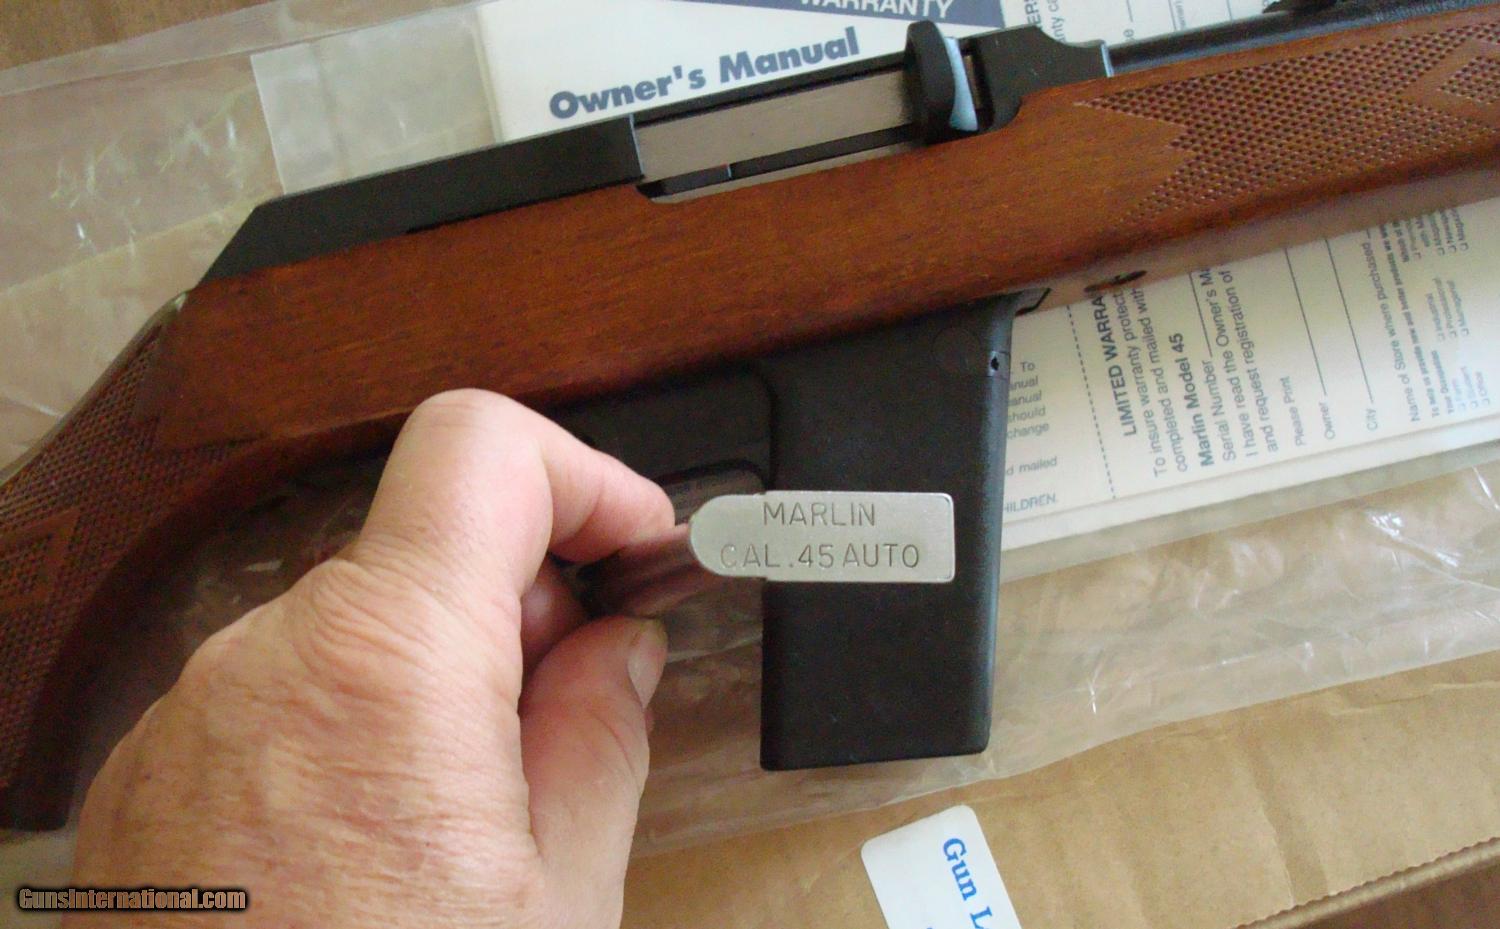 WARRANTY
Owner's Manual
MARLIN
CAL .45 AUTO
To
anual
should
change
d mailed
HILDREN.
LIMITED WARRA
To insure warranty protect
completed and mailed with
Marlin Model 45
Serial Number
I have read the Owner's M
and request registration of
Please Print
Owner
City
Name of Store where purchased
Gun L
GunsInternational.com